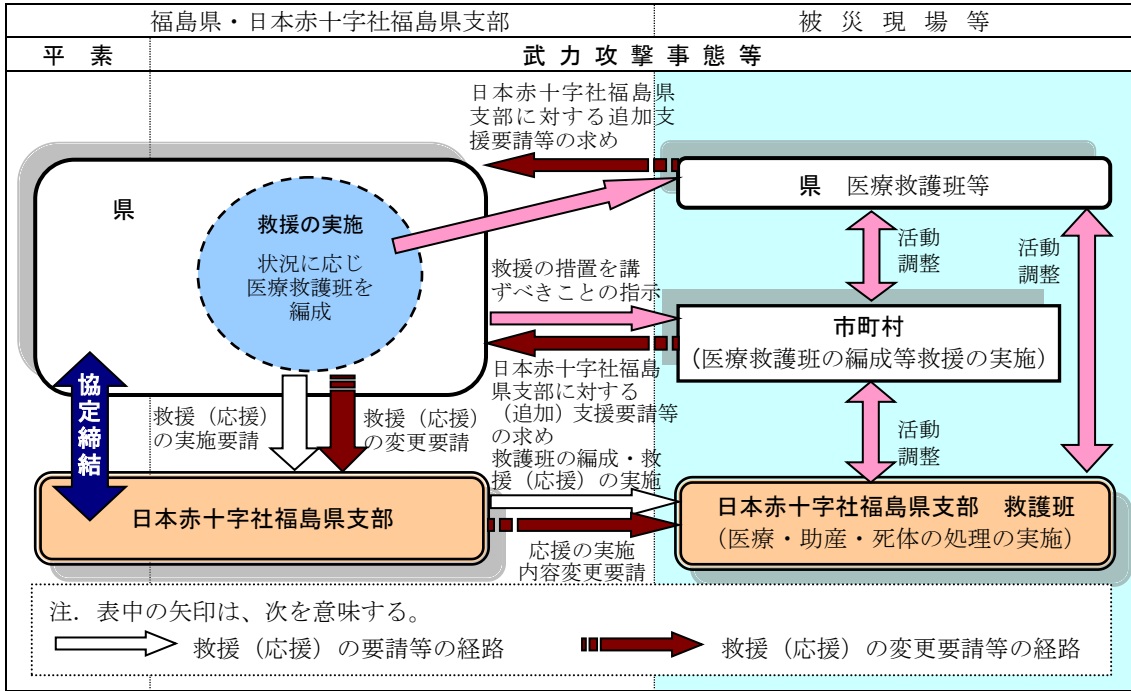 福島県・日本赤十字社福島県支部
被災現場等
平素
武力攻撃事態等
日本赤十字社福島県
支部に対する追加支
援要請等の求め
県
救援の実施
状況に応じ
医療救護班を
編成
県　医療救護班等
活動
調整
活動
調整
救援の措置を講
ずべきことの指示
市町村
(医療救護班の編成等救援の実施)
協定締結
救援（応援）
の実施要請
救援（応援）
の変更要請
日本赤十字社福島
県支部に対する
（追加）支援要請等
の求め
救護班の編成・救
援（応援）の実施
活動
調整
日本赤十字社福島県支部
日本赤十字社福島県支部　救護班
(医療・助産・死体の処理の実施)
応援の実施
内容変更要請
注．表中の矢印は、次を意味する。
救援（応援）の要請等の経路
救援（応援）の変更要請等の経路